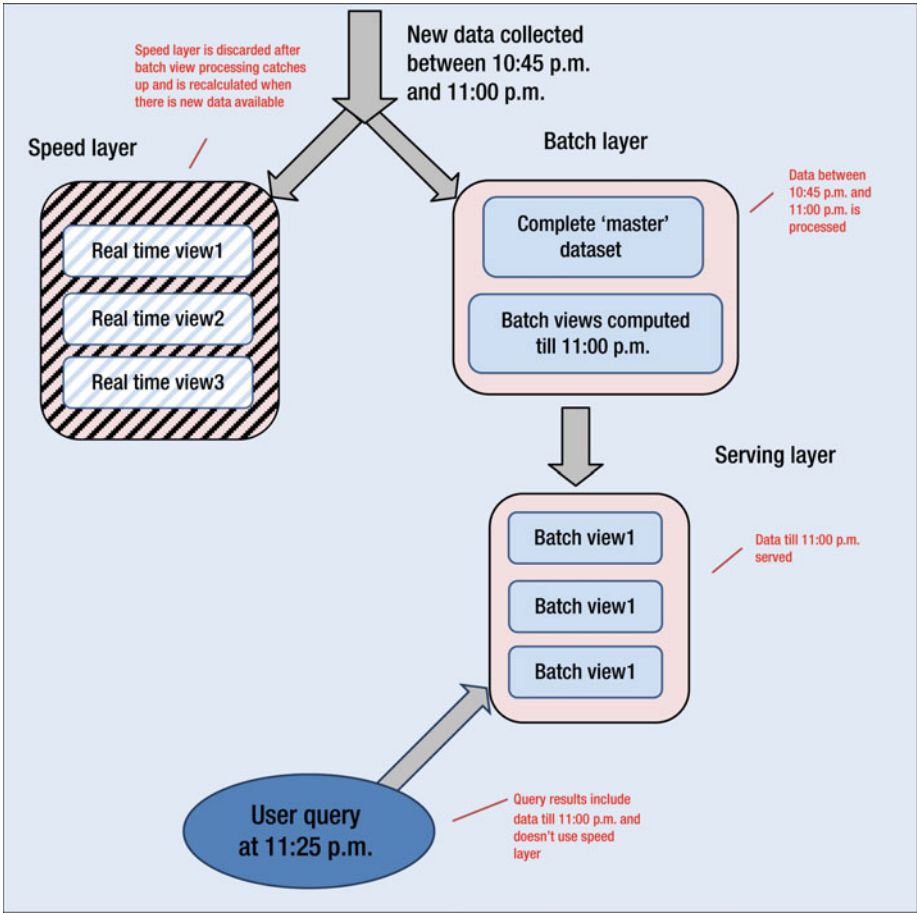 Speed layer is discarded after
batch view processing catches
up and is recalculated when
there is new data available
New data collected
between 10:45 p.m.
and 11:00 p.m.
Speed layer
Batch layer
Real time view1
Real time view2
Real time view3
Complete ‘master’
dataset
Batch views computed
till 11:00 p.m.
Data between
10:45 p.m. and
11:00 p.m. is
processed
Serving layer
Batch view1
Batch view1
Batch view1
Data till 11:00 p.m.
served
User query
at 11:25 p.m.
Query results include
data till 11:00 p.m. and
doesn’t use speed
layer